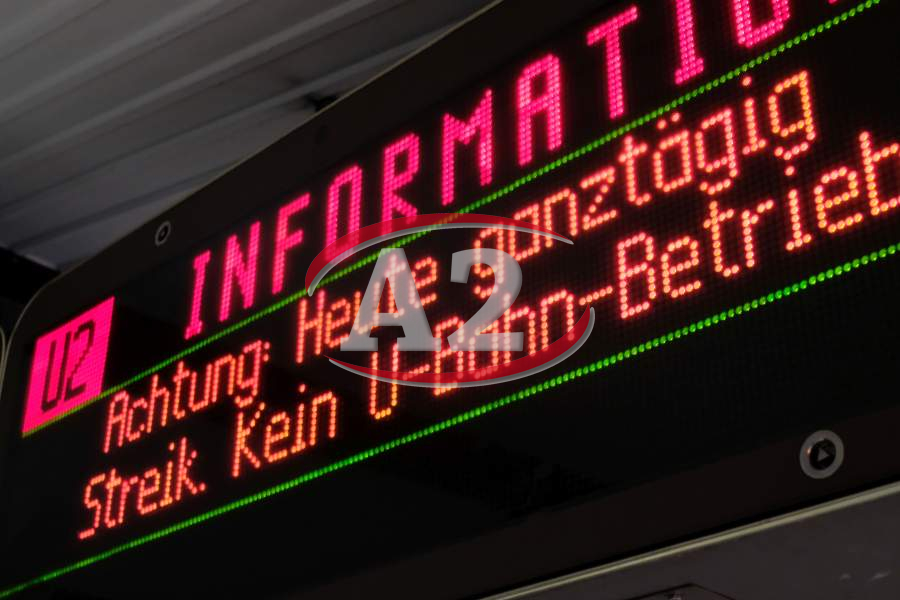 INFORMATIO
U2
Achtung: Heute ganztägig
Streik. Kein U-Bahn-Betrieb
A2